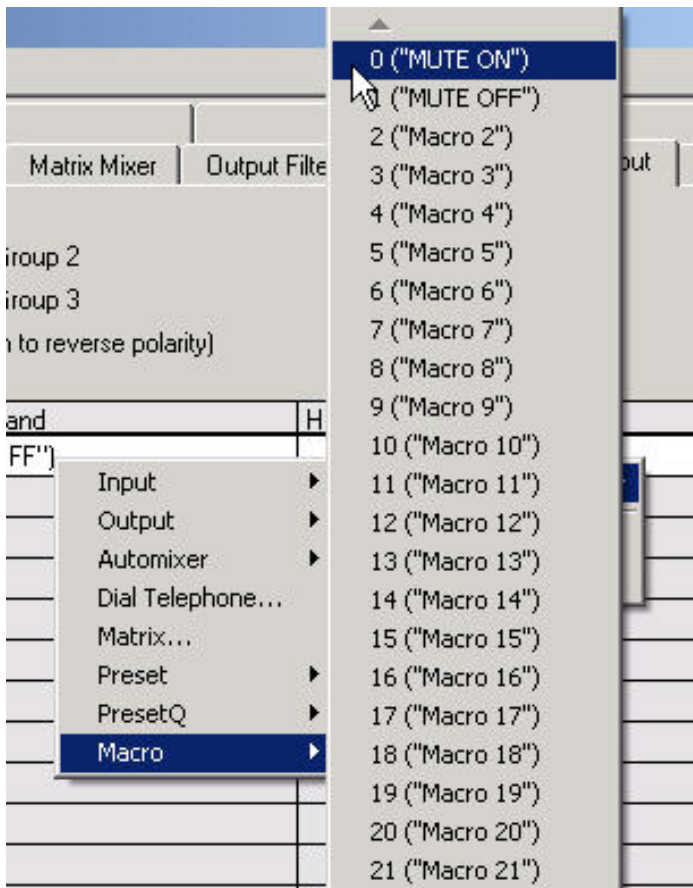 Matrix Mixer
Output Filte
out
Group 2
Group 3
to reverse polarity)
and
H
FF")
Input
Output
Automixer
Dial Telephone...
Matrix...
Preset
PresetQ
Macro
0 ("MUTE ON")
1 ("MUTE OFF")
2 ("Macro 2")
3 ("Macro 3")
4 ("Macro 4")
5 ("Macro 5")
6 ("Macro 6")
7 ("Macro 7")
8 ("Macro 8")
9 ("Macro 9")
10 ("Macro 10")
11 ("Macro 11")
12 ("Macro 12")
13 ("Macro 13")
14 ("Macro 14")
15 ("Macro 15")
16 ("Macro 16")
17 ("Macro 17")
18 ("Macro 18")
19 ("Macro 19")
20 ("Macro 20")
21 ("Macro 21")